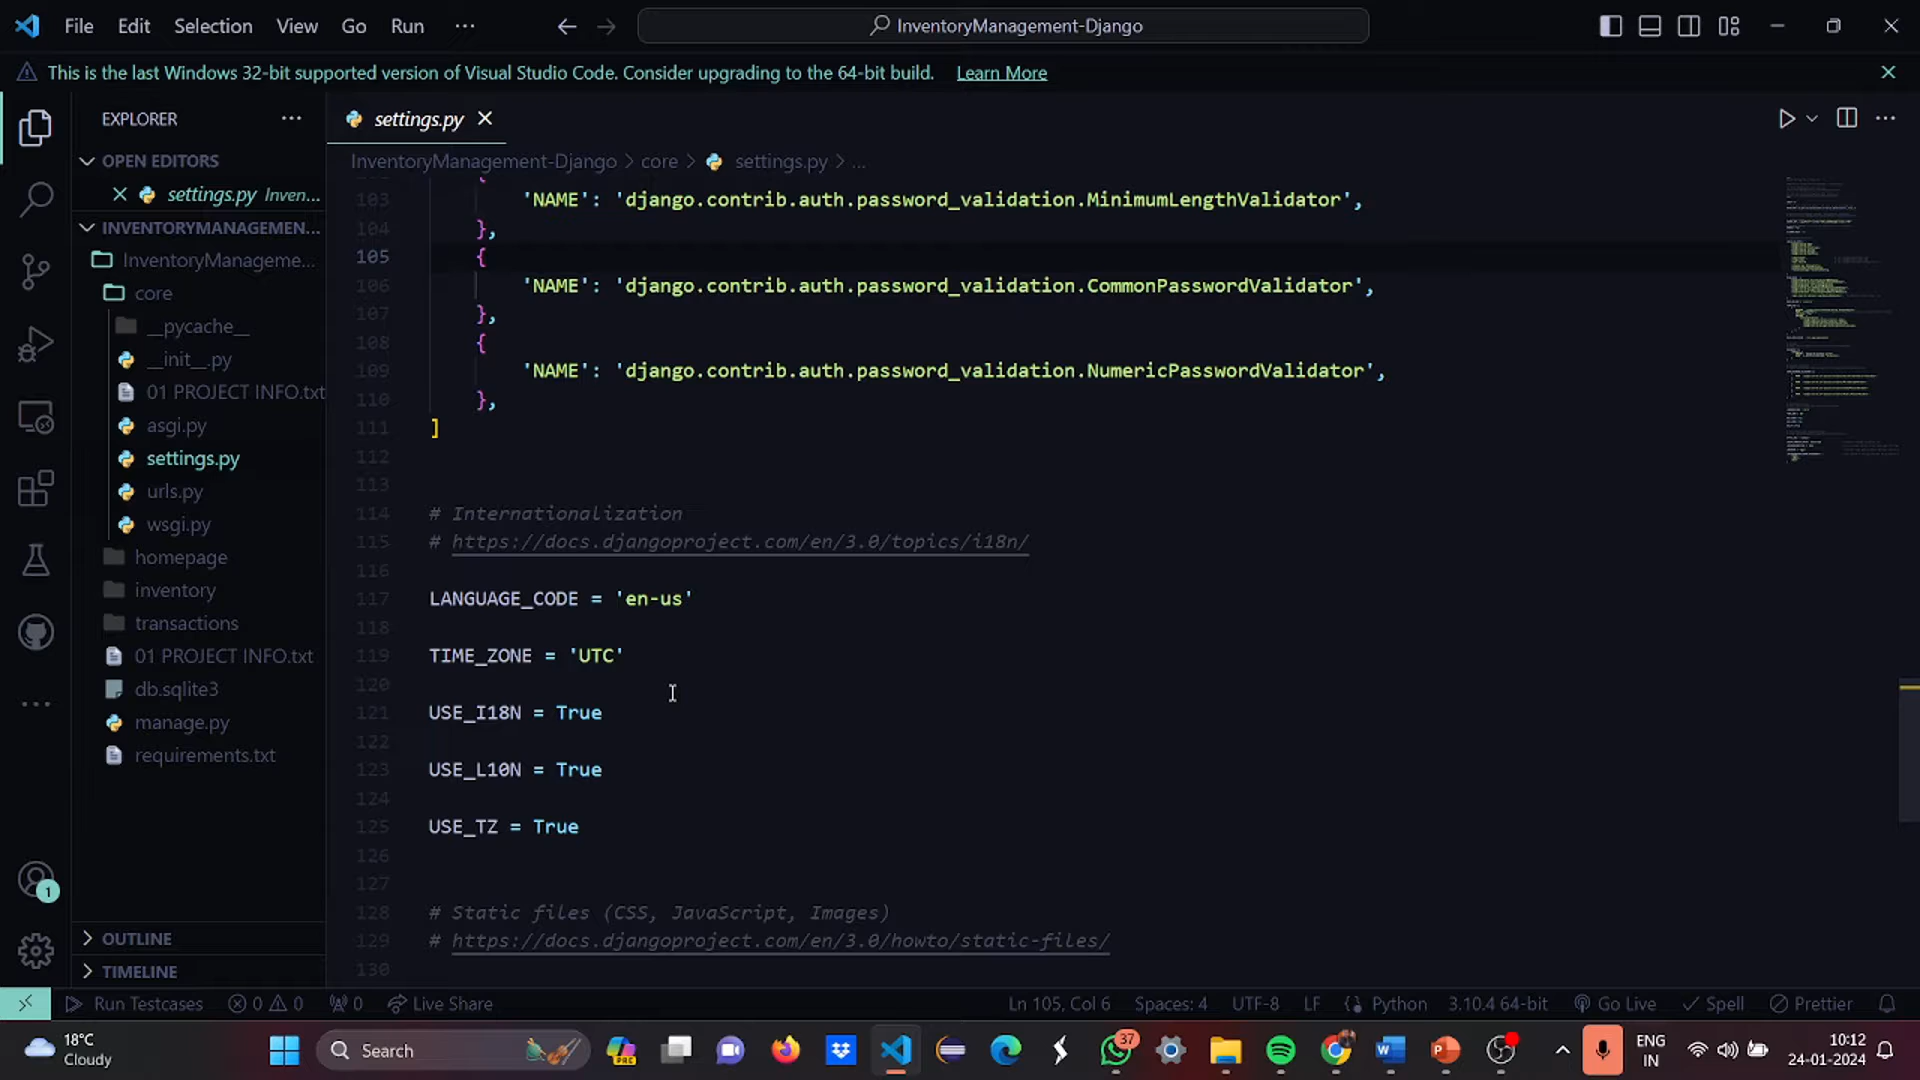 File Edit Selection View Go Run ···
InventoryManagement-Django
This is the last Windows 32-bit supported version of Visual Studio Code. Consider upgrading to the 64-bit build. Learn More
EXPLORER
OPEN EDITORS
settings.py Inven...
INVENTORYMANAGEMEN...
InventoryManageme...
core
__pycache__
__init__.py
01 PROJECT INFO.txt
asgi.py
settings.py
urls.py
wsgi.py
homepage
inventory
transactions
01 PROJECT INFO.txt
db.sqlite3
manage.py
requirements.txt
OUTLINE
TIMELINE
1
settings.py
InventoryManagement-Django > core > settings.py > ...
103 'NAME': 'django.contrib.auth.password_validation.MinimumLengthValidator',
104 },
105 {
106 'NAME': 'django.contrib.auth.password_validation.CommonPasswordValidator',
107 },
108 {
109 'NAME': 'django.contrib.auth.password_validation.NumericPasswordValidator',
110 },
111 ]
112
113
114 # Internationalization
115 # https://docs.djangoproject.com/en/3.0/topics/i18n/
116
117 LANGUAGE_CODE = 'en-us'
118
119 TIME_ZONE = 'UTC'
120
121 USE_I18N = True
122
123 USE_L10N = True
124
125 USE_TZ = True
126
127
128 # Static files (CSS, JavaScript, Images)
129 # https://docs.djangoproject.com/en/3.0/howto/static-files/
130
Run Testcases 0 0 0 Live Share Ln 105, Col 6 Spaces: 4 UTF-8 LF Python 3.10.4 64-bit Go Live Spell Prettier
18°C
Cloudy
Search
PRE
37
ENG
IN
10:12
24-01-2024